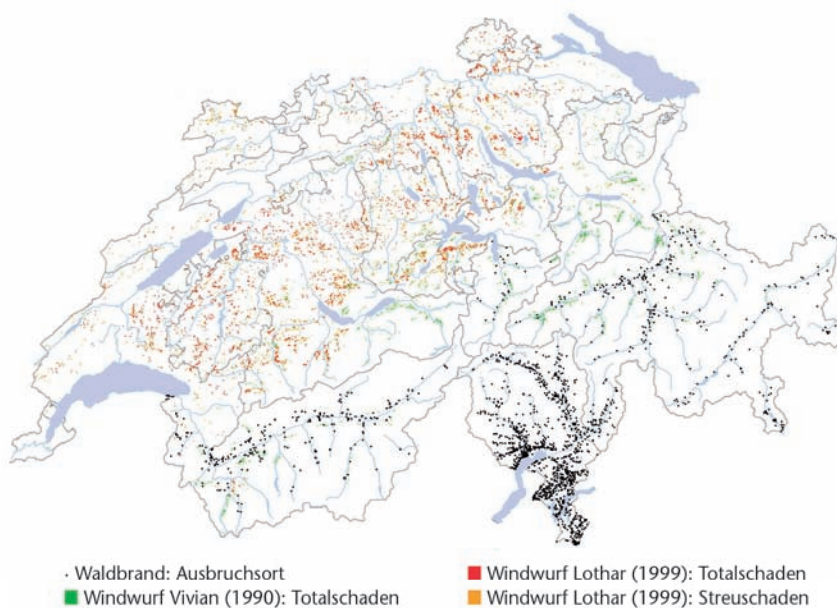 · Waldbrand: Ausbruchsort
Windwurf Vivian (1990): Totalschaden
Windwurf Lothar (1999): Totalschaden
Windwurf Lothar (1999): Streuschaden